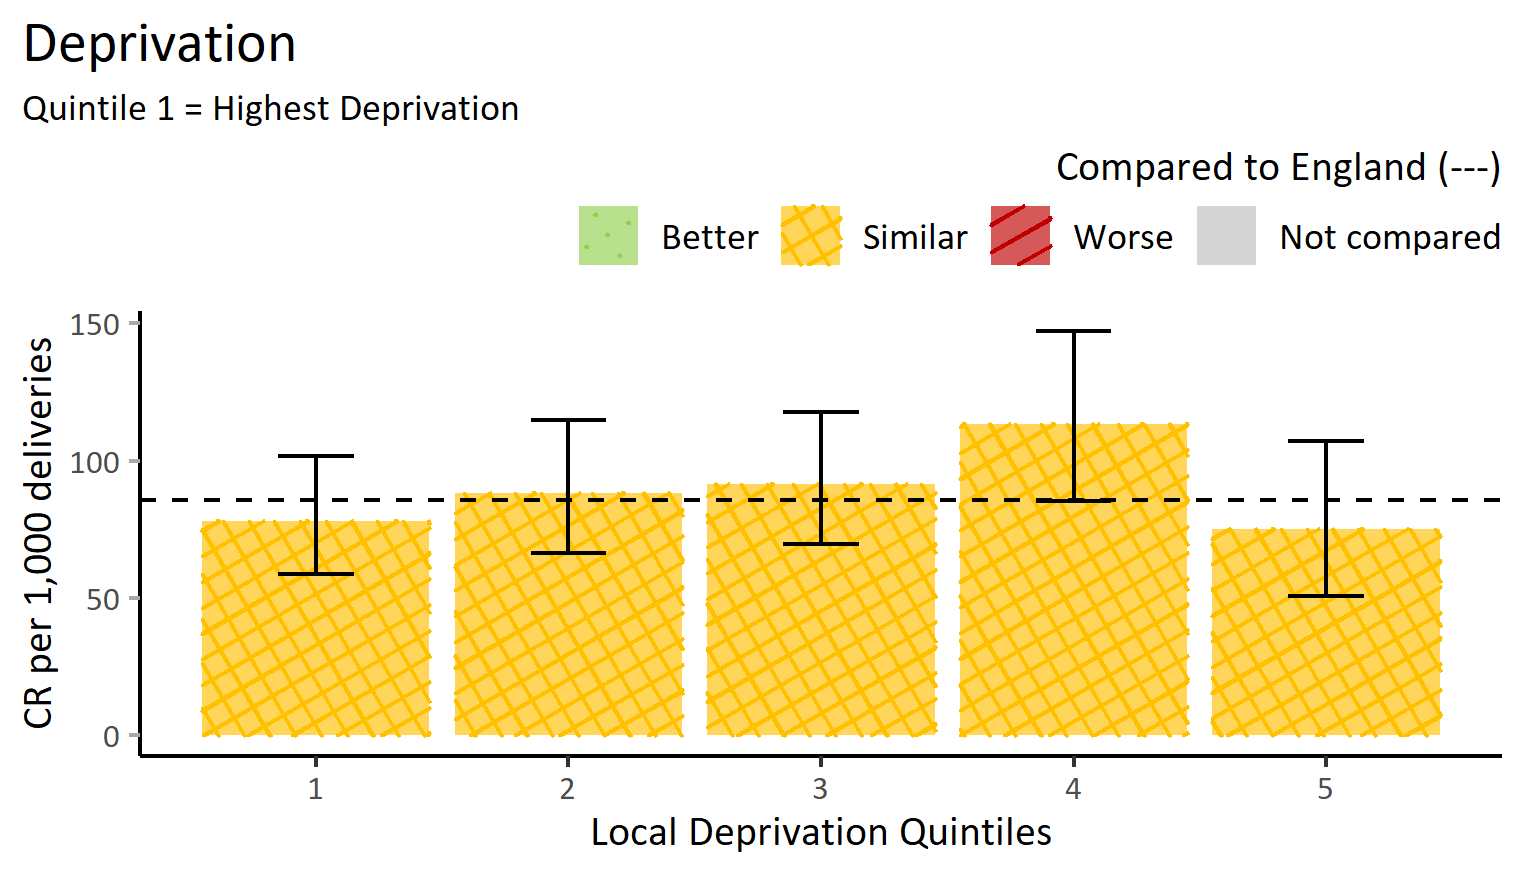 Deprivation
Quintile 1 = Highest Deprivation
Compared to England (---)
Better Similar Worse Not compared
CR per 1,000 deliveries
150
100
50
0
1 2 3 4 5
Local Deprivation Quintiles